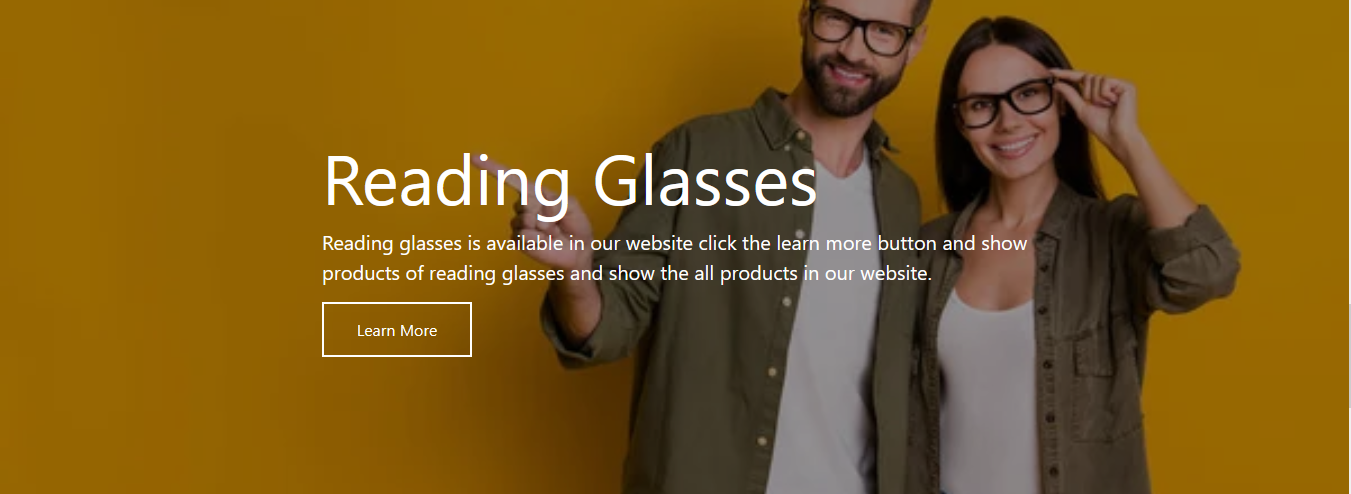 Reading Glasses
Reading glasses is available in our website click the learn more button and show
products of reading glasses and show the all products in our website.
Learn More